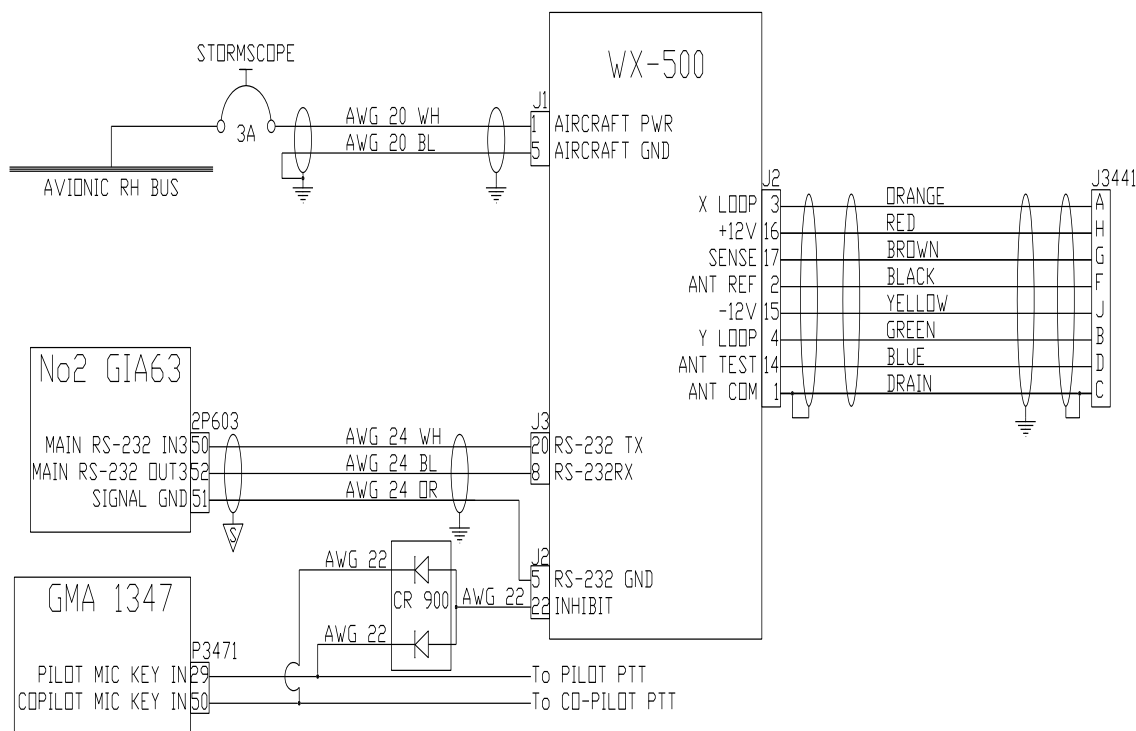 STORMSCOPE
3A
AVIONIC RH BUS
AWG 20 WH
AWG 20 BL
J1
1 AIRCRAFT PWR
5 AIRCRAFT GND
WX-500
J2
X LOOP 3
+12V 16
SENSE 17
ANT REF 2
-12V 15
Y LOOP 4
ANT TEST 14
ANT COM 1
ORANGE
RED
BROWN
BLACK
YELLOW
GREEN
BLUE
DRAIN
J3441
A
H
G
F
J
B
D
C
No2 GIA63
2P603
MAIN RS-232 IN3 50
MAIN RS-232 OUT3 52
SIGNAL GND 51
S
AWG 24 WH
AWG 24 BL
AWG 24 OR
J3
20 RS-232 TX
8 RS-232RX
J2
5 RS-232 GND
22 INHIBIT
AWG 22
CR 900
AWG 22
AWG 22
GMA 1347
P3471
PILOT MIC KEY IN 29
COPILOT MIC KEY IN 50
To PILOT PTT
To CO-PILOT PTT